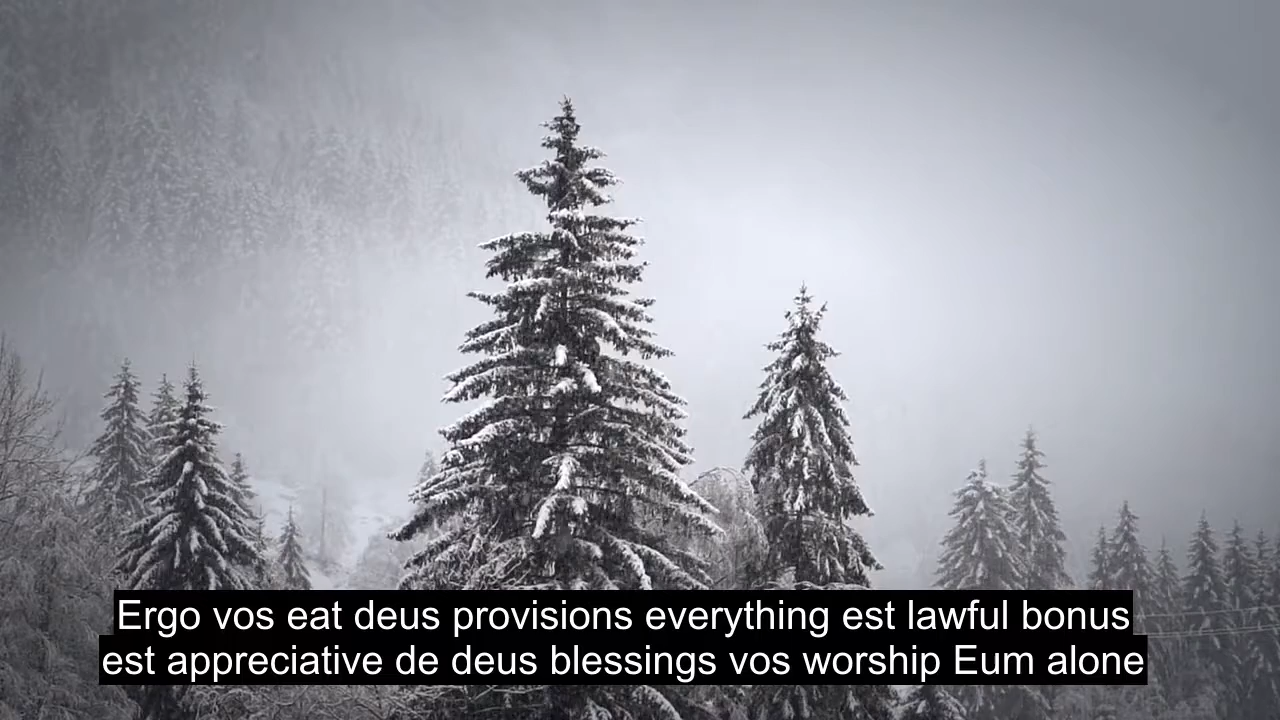 Ergo vos eat deus provisions everything est lawful bonus
est appreciative de deus blessings vos worship Eum alone